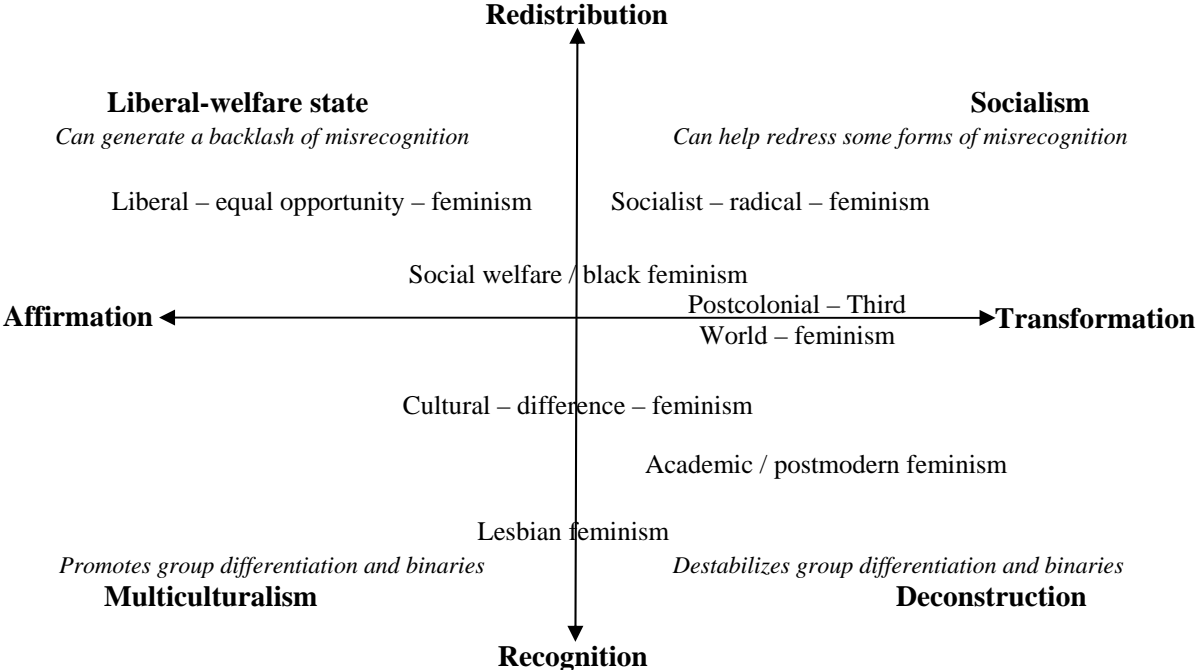 Redistribution
Liberal-welfare state
Socialism
Can generate a backlash of misrecognition
Can help redress some forms of misrecognition
Liberal – equal opportunity – feminism
Socialist – radical – feminism
Social welfare / black feminism
Postcolonial – Third
Affirmation
Transformation
World – feminism
Cultural – difference – feminism
Academic / postmodern feminism
Lesbian feminism
Promotes group differentiation and binaries
Destabilizes group differentiation and binaries
Multiculturalism
Deconstruction
Recognition